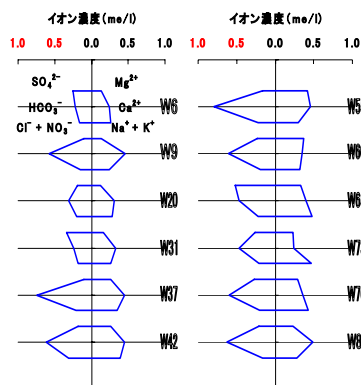 イオン濃度(me/l) イオン濃度(me/l)
1.0 0.5 0.0 0.5 1.0 1.0 0.5 0.0 0.5 1.0
SO₄²⁻ Mg²⁺
HCO₃⁻ Ca²⁺ W6 W5
Cl⁻ + NO₃⁻ Na⁺ + K⁺
W9 W6
W20 W6
W31 W7
W37 W7
W42 W8